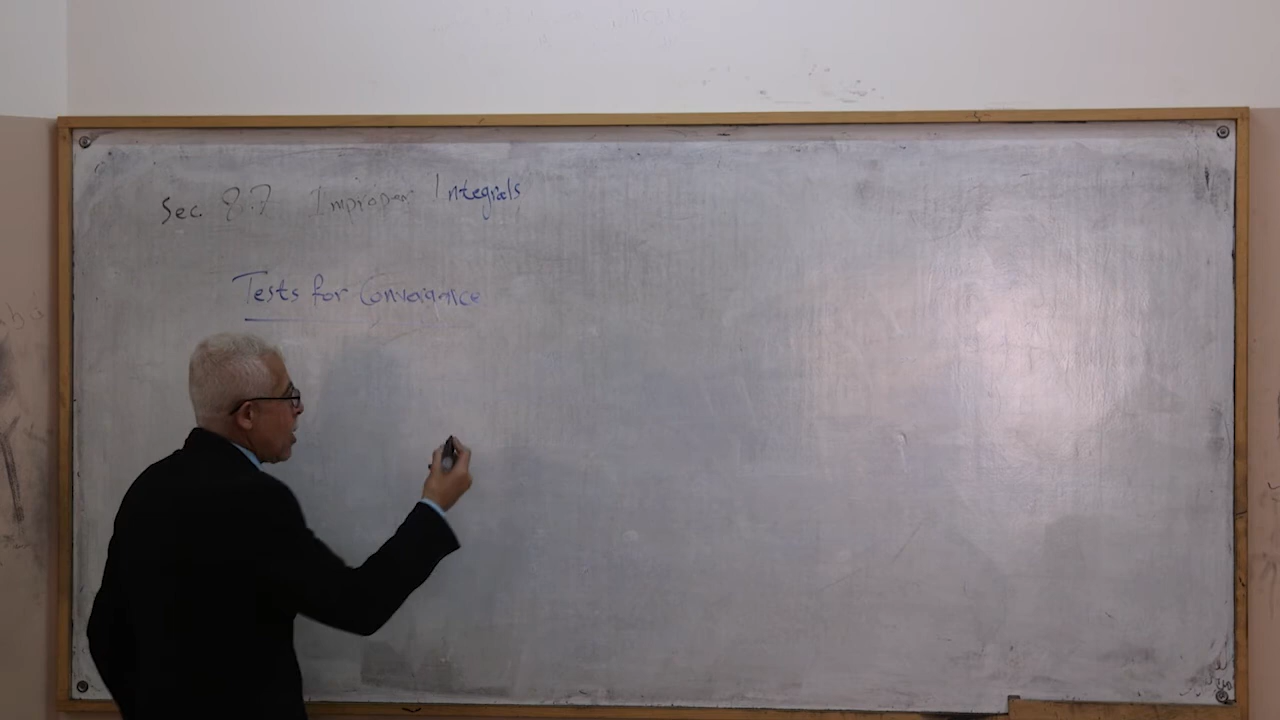 Sec. 8.7 Improper Integrals
Tests for Convergence